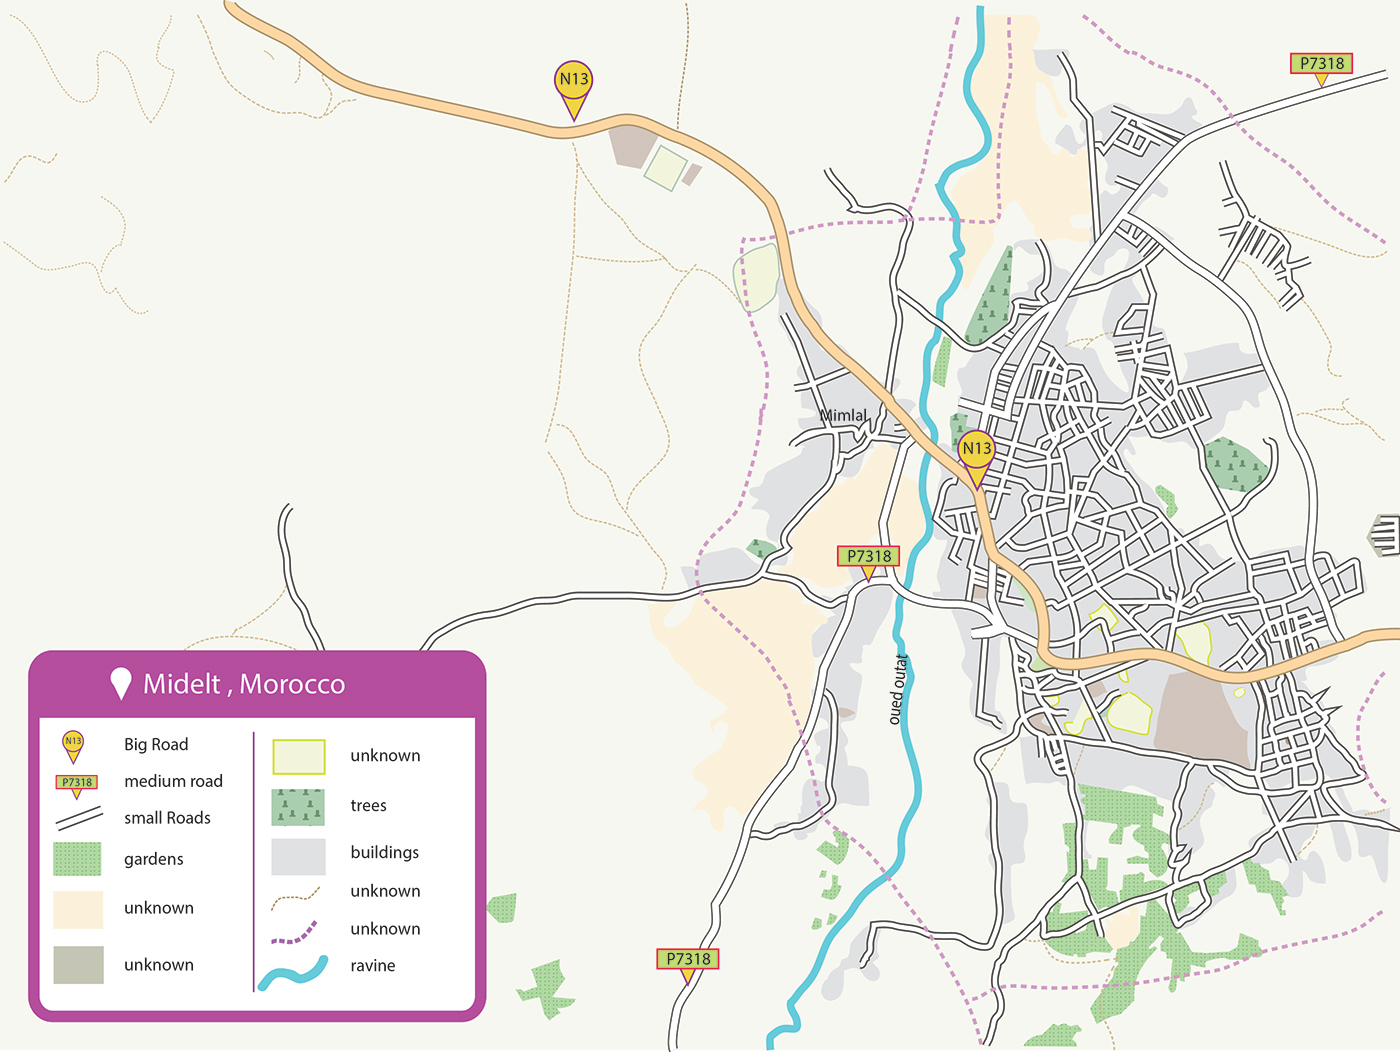 N13
P7318
Mimlal
N13
P7318
oued outat
P7318
Midelt , Morocco
N13
Big Road
P7318
medium road
small Roads
gardens
unknown
unknown
unknown
trees
buildings
unknown
unknown
ravine